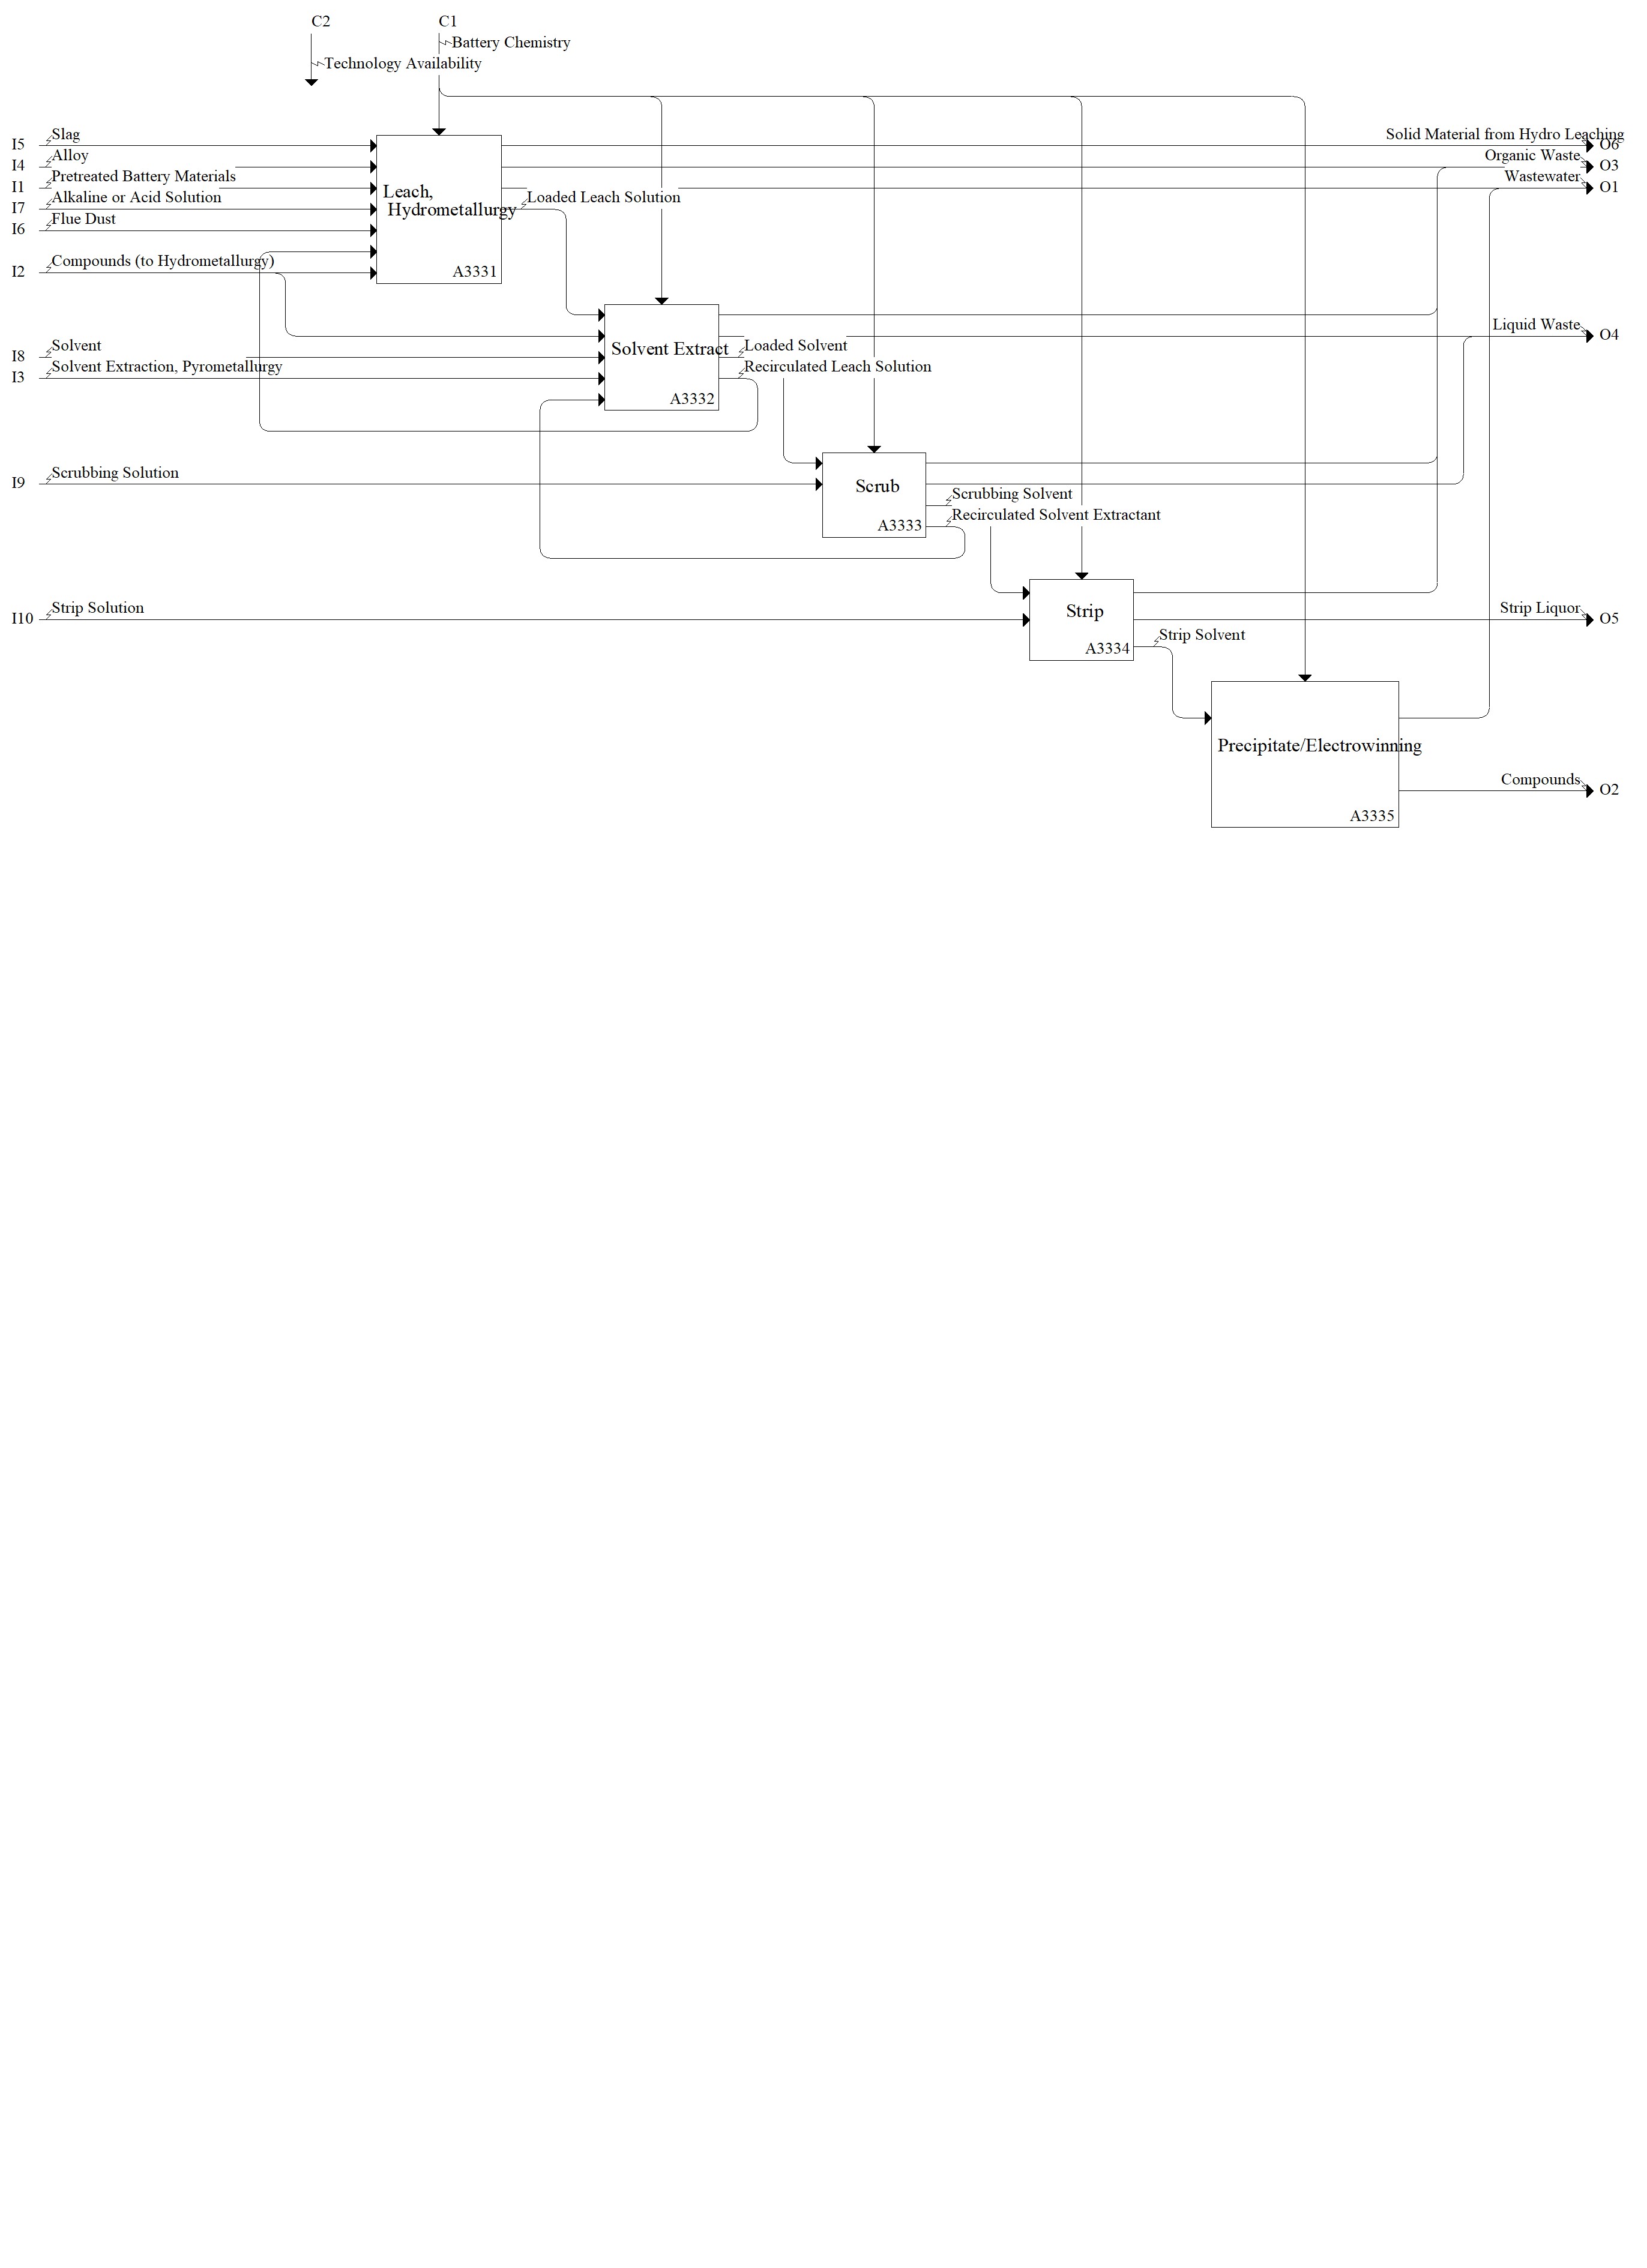 C2
C1
Battery Chemistry
Technology Availability
I5
Slag
Solid Material from Hydro Leaching
O6
I4
Alloy
Organic Waste
O3
I1
Pretreated Battery Materials
Wastewater
O1
I7
Alkaline or Acid Solution
Leach,
Hydrometallurgy
Loaded Leach Solution
I6
Flue Dust
I2
Compounds (to Hydrometallurgy)
A3331
Liquid Waste
O4
I8
Solvent
Solvent Extract
Loaded Solvent
I3
Solvent Extraction, Pyrometallurgy
Recirculated Leach Solution
A3332
I9
Scrubbing Solution
Scrub
Scrubbing Solvent
A3333
Recirculated Solvent Extractant
I10
Strip Solution
Strip
Strip Liquor
O5
A3334
Strip Solvent
Precipitate/Electrowinning
Compounds
O2
A3335